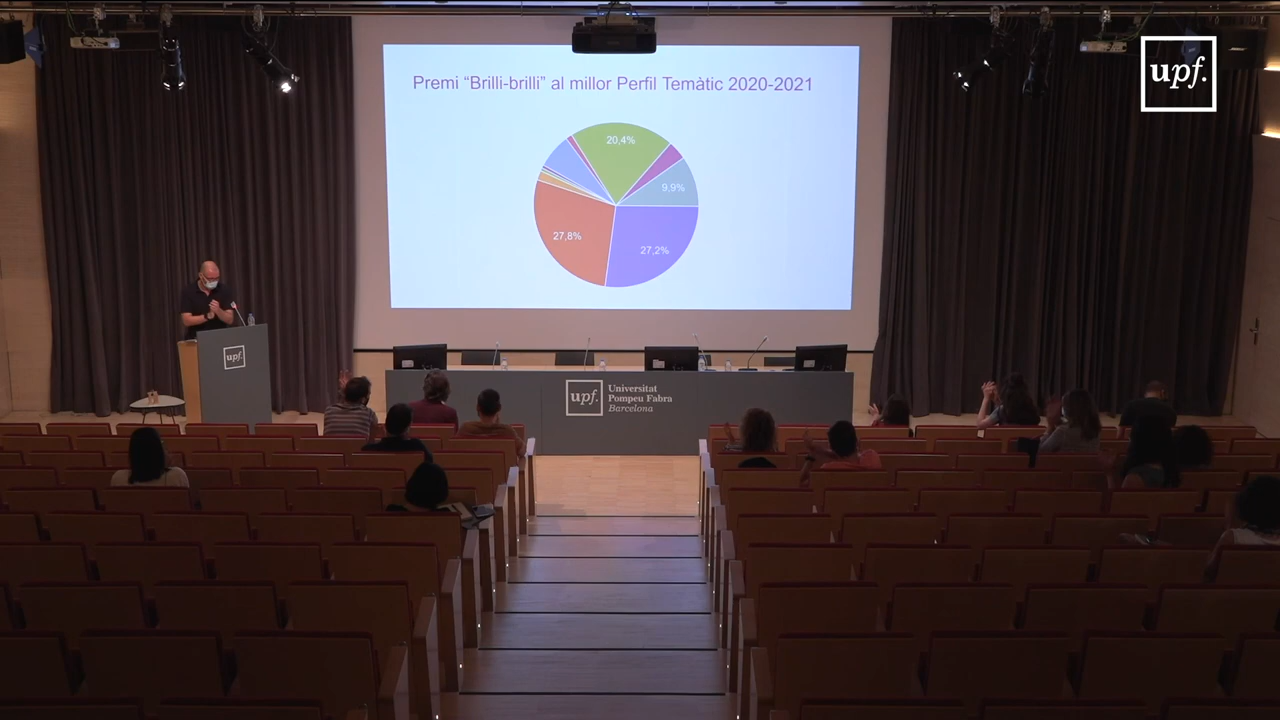 upf.
Premi “Brilli-brilli” al millor Perfil Temàtic 2020-2021
20,4%
9,9%
27,8%
27,2%
upf.
upf.
Universitat
Pompeu Fabra
Barcelona